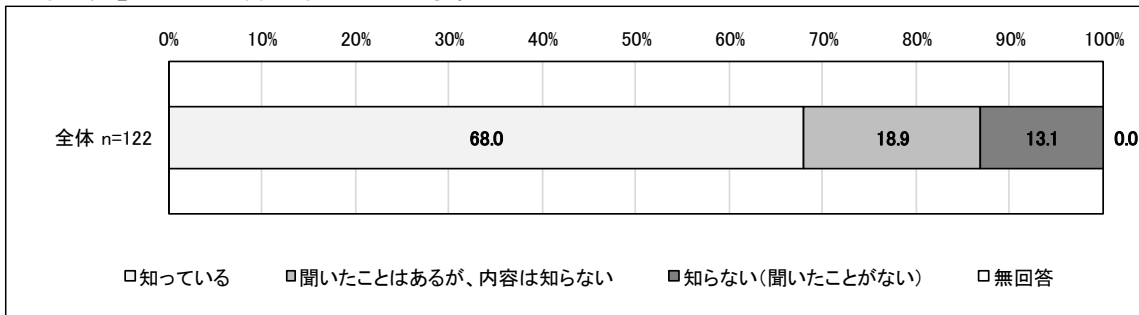 0% 10% 20% 30% 40% 50% 60% 70% 80% 90% 100%
全体 n=122 68.0 18.9 13.1 0.0
知っている 聞いたことはあるが、内容は知らない 知らない(聞いたことがない) 無回答